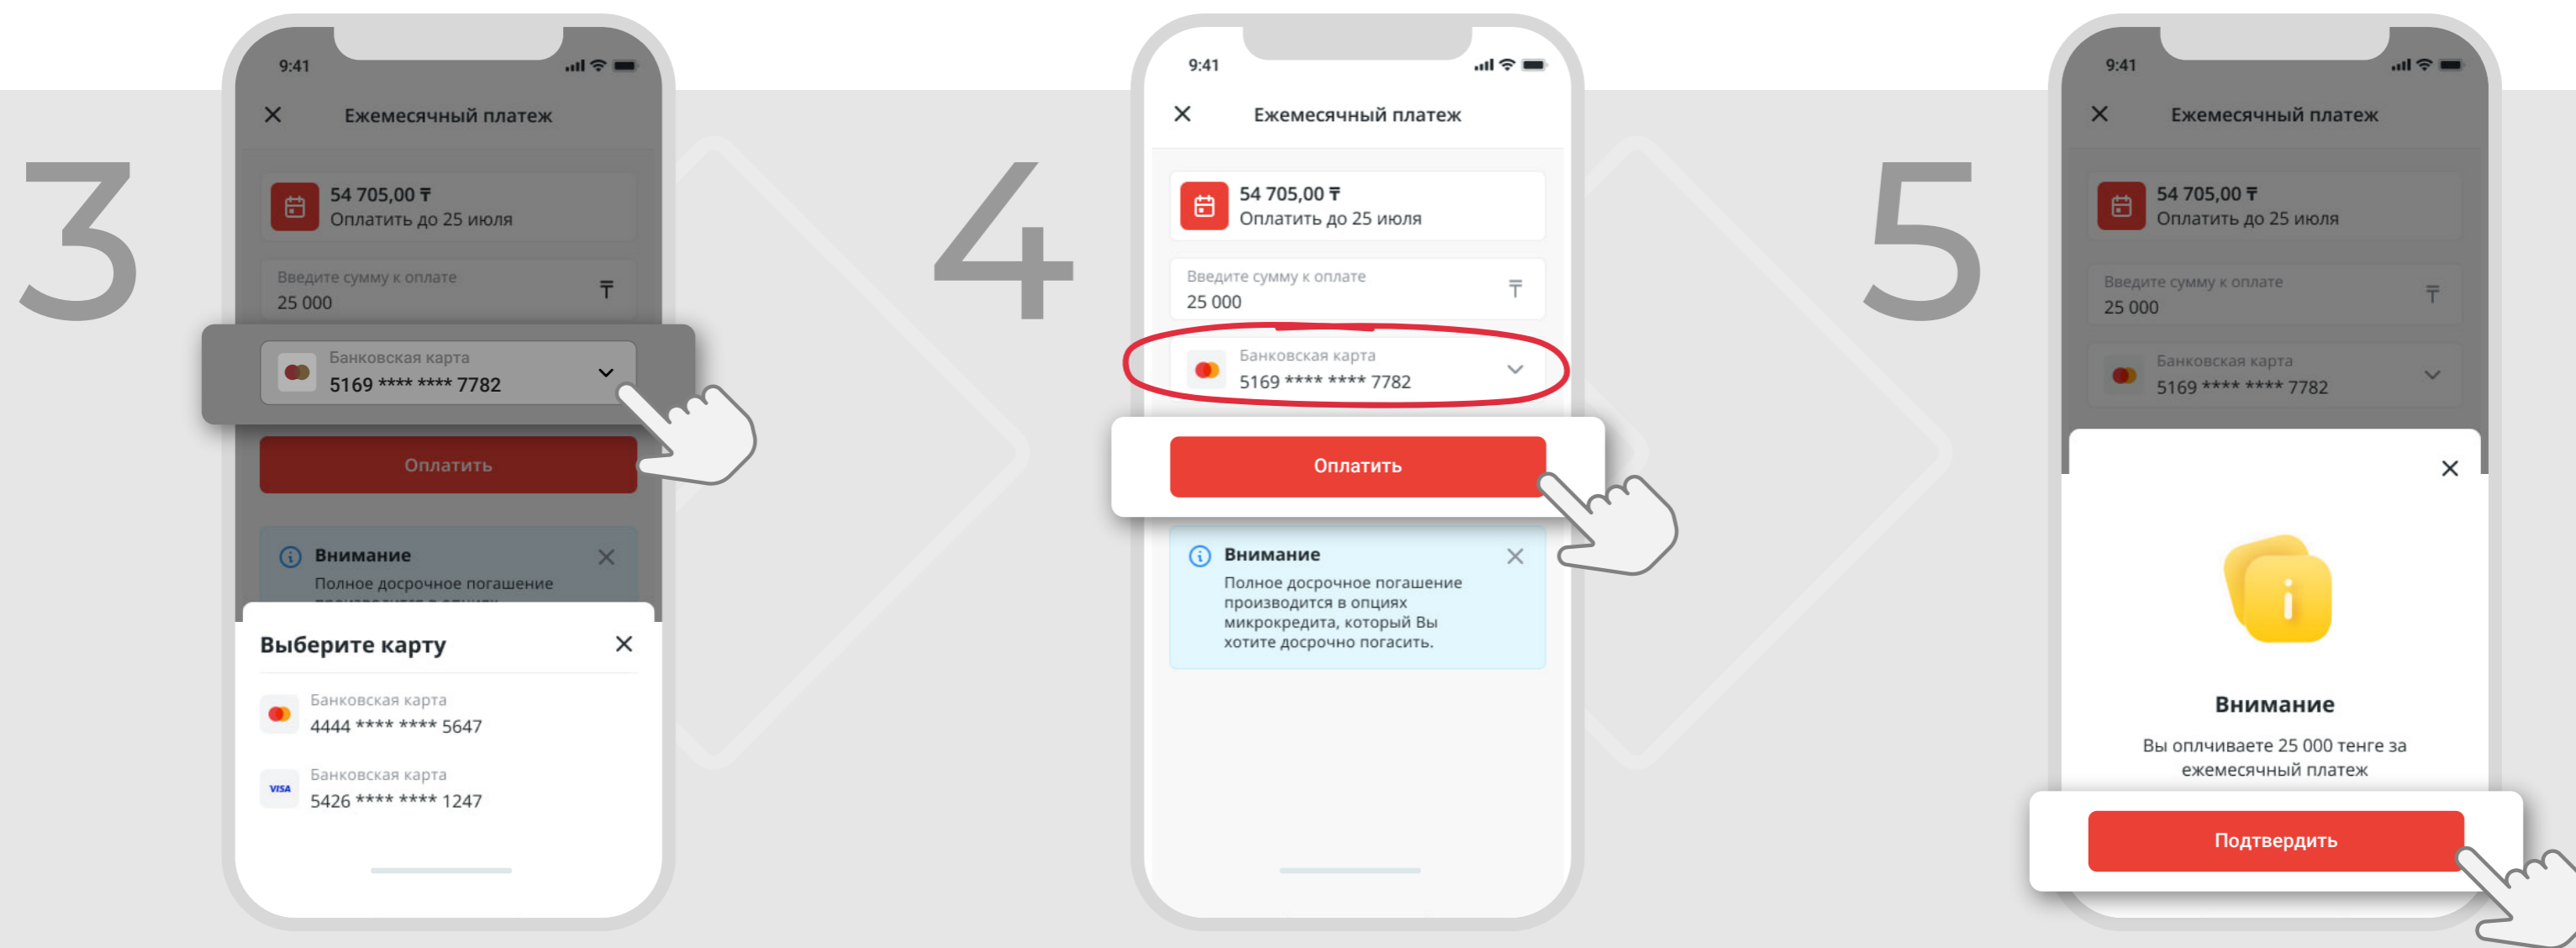 3
9:41
Ежемесячный платеж
54 705,00 ₸
Оплатить до 25 июля
Введите сумму к оплате
25 000
₸
Банковская карта
5169 **** **** 7782
Оплатить
Внимание
Полное досрочное погашение
Выберите карту
Банковская карта
4444 **** **** 5647
VISA
Банковская карта
5426 **** **** 1247
4
9:41
Ежемесячный платеж
54 705,00 ₸
Оплатить до 25 июля
Введите сумму к оплате
25 000
₸
Банковская карта
5169 **** **** 7782
Оплатить
Внимание
Полное досрочное погашение
производится в опциях
микрокредита, который Вы
хотите досрочно погасить.
5
9:41
Ежемесячный платеж
54 705,00 ₸
Оплатить до 25 июля
Введите сумму к оплате
25 000
₸
Банковская карта
5169 **** **** 7782
Внимание
Вы оплчиваете 25 000 тенге за
ежемесячный платеж
Подтвердить